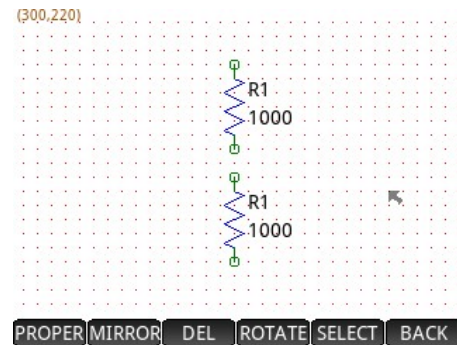 (300,220)
R1
1000
R1
1000
PROPER MIRROR DEL ROTATE SELECT BACK